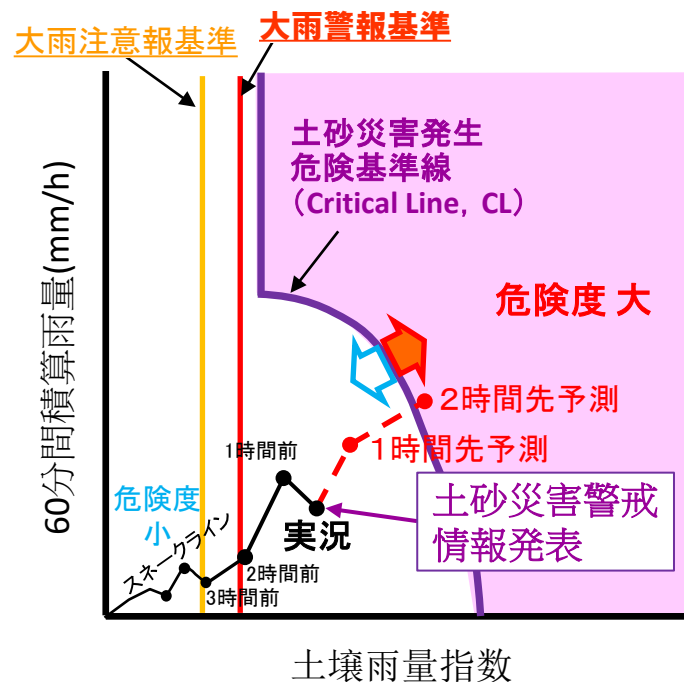 大雨注意報基準
大雨警報基準
土砂災害発生
危険基準線
（Critical Line, CL）
危険度 大
60分間積算雨量(mm/h)
2時間先予測
1時間先予測
1時間前
危険度
小
スネークライン
実況
2時間前
3時間前
土砂災害警戒
情報発表
土壌雨量指数